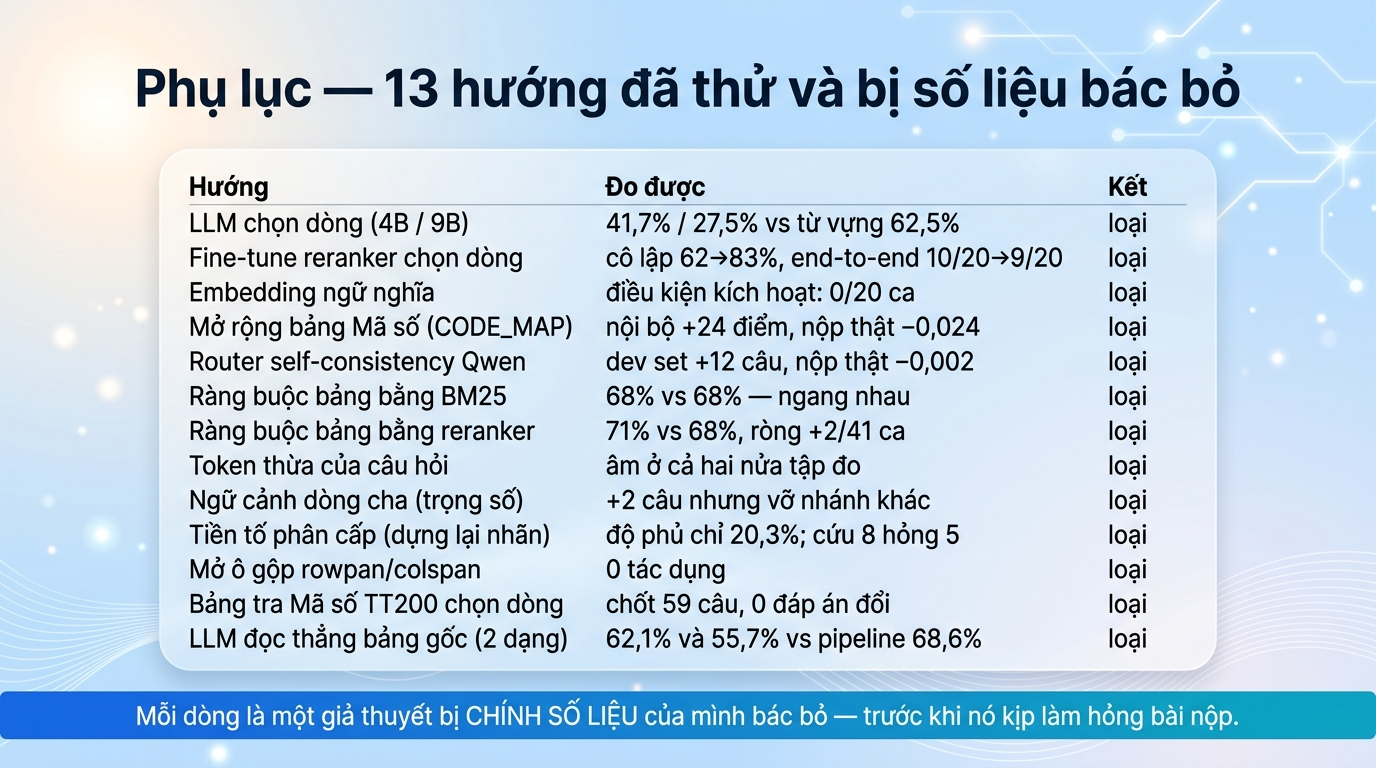 Phụ lục — 13 hướng đã thử và bị số liệu bác bỏ
Hướng Đo được Kết
LLM chọn dòng (4B / 9B) 41,7% / 27,5% vs từ vựng 62,5% loại
Fine-tune reranker chọn dòng cô lập 62→83%, end-to-end 10/20→9/20 loại
Embedding ngữ nghĩa điều kiện kích hoạt: 0/20 ca loại
Mở rộng bảng Mã số (CODE_MAP) nội bộ +24 điểm, nộp thật −0,024 loại
Router self-consistency Qwen dev set +12 câu, nộp thật −0,002 loại
Ràng buộc bảng bằng BM25 68% vs 68% — ngang nhau loại
Ràng buộc bảng bằng reranker 71% vs 68%, ròng +2/41 ca loại
Token thừa của câu hỏi âm ở cả hai nửa tập đo loại
Ngữ cảnh dòng cha (trọng số) +2 câu nhưng vỡ nhánh khác loại
Tiền tố phân cấp (dựng lại nhãn) độ phủ chỉ 20,3%; cứu 8 hỏng 5 loại
Mở ô gộp rowpan/colspan 0 tác dụng loại
Bảng tra Mã số TT200 chọn dòng chốt 59 câu, 0 đáp án đổi loại
LLM đọc thẳng bảng gốc (2 dạng) 62,1% và 55,7% vs pipeline 68,6% loại
Mỗi dòng là một giả thuyết bị CHÍNH SỐ LIỆU của mình bác bỏ — trước khi nó kịp làm hỏng bài nộp.